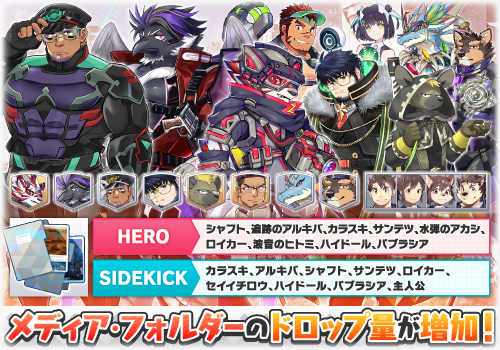 HERO
シャフト、追跡のアルキバ、カラスキ、サンテツ、水弾のアカシ、
ロイカー、波音のヒトミ、ハイドール、バブラシア
SIDEKICK
カラスキ、アルキバ、シャフト、サンテツ、ロイカー、
セイイチロウ、ハイドール、バブラシア、主人公
メディア・フォルダーのドロップ量が増加！